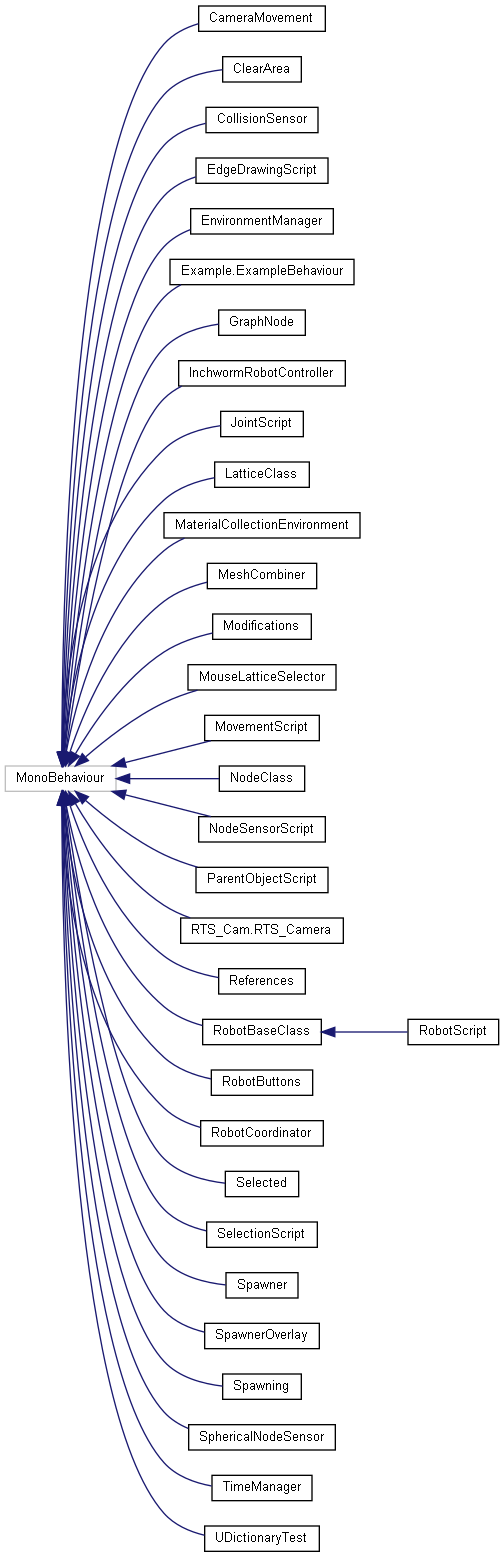 CameraMovement
ClearArea
CollisionSensor
EdgeDrawingScript
EnvironmentManager
Example.ExampleBehaviour
GraphNode
InchwormRobotController
JointScript
LatticeClass
MaterialCollectionEnvironment
MeshCombiner
Modifications
MouseLatticeSelector
MovementScript
MonoBehaviour
NodeClass
NodeSensorScript
ParentObjectScript
RTS_Cam.RTS_Camera
References
RobotBaseClass
RobotScript
RobotButtons
RobotCoordinator
Selected
SelectionScript
Spawner
SpawnerOverlay
Spawning
SphericalNodeSensor
TimeManager
UDictionaryTest